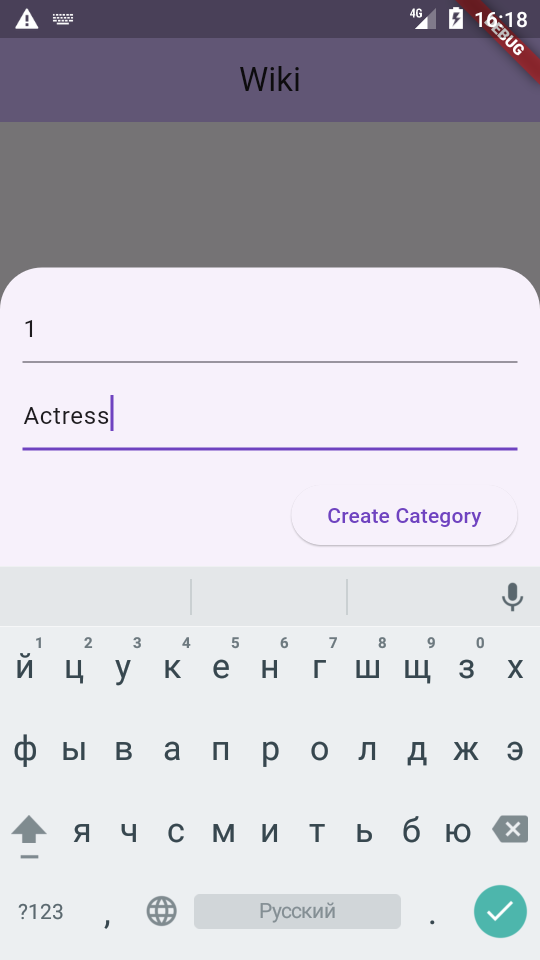 4G 16:18
DEBUG
Wiki
1
Actress
Create Category
1 2 3 4 5 6 7 8 9 0
й ц у к е н г ш щ з х
ф ы в а п р о л д ж э
я ч с м и т ь б ю
?123 , Русский .